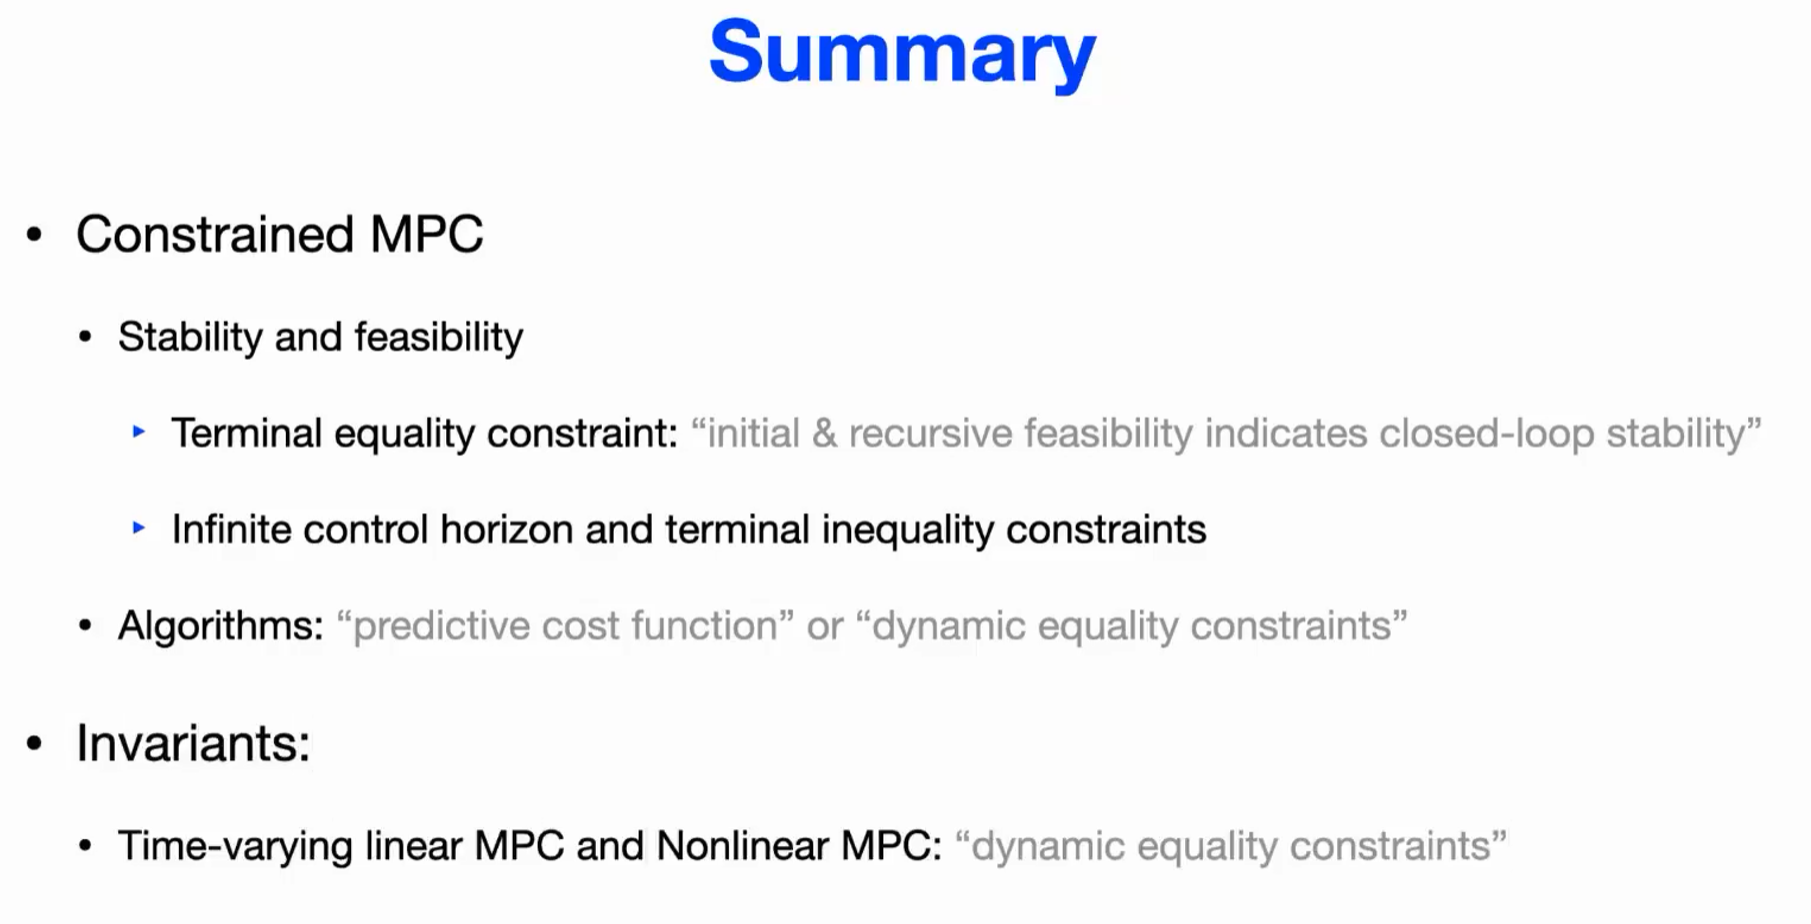 Summary
• Constrained MPC
• Stability and feasibility
‣ Terminal equality constraint: “initial & recursive feasibility indicates closed-loop stability”
‣ Infinite control horizon and terminal inequality constraints
• Algorithms: “predictive cost function” or “dynamic equality constraints”
• Invariants:
• Time-varying linear MPC and Nonlinear MPC: “dynamic equality constraints”